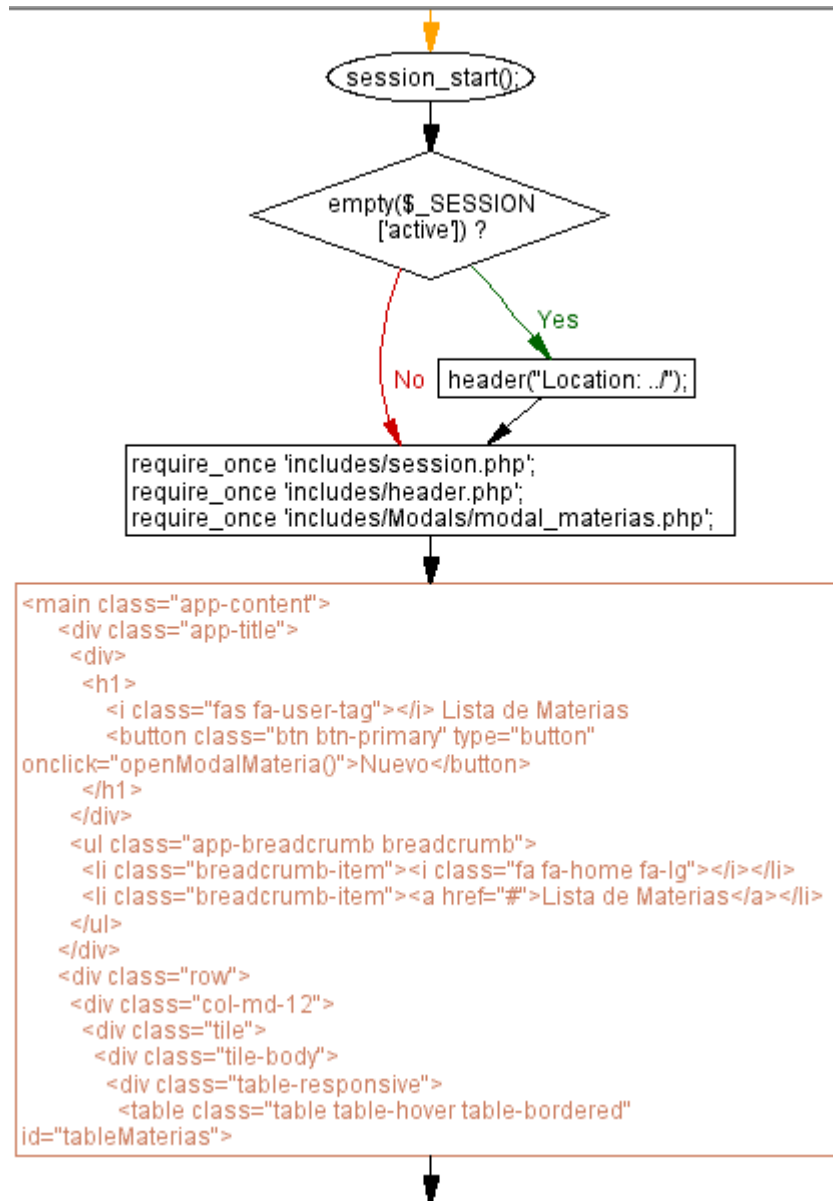 session_start();
empty($_SESSION
['active']) ?
Yes
No
header("Location: ../");
require_once 'includes/session.php';
require_once 'includes/header.php';
require_once 'includes/Modals/modal_materias.php';
<main class="app-content">
<div class="app-title">
<div>
<h1>
<i class="fas fa-user-tag"></i> Lista de Materias
<button class="btn btn-primary" type="button"
onclick="openModalMateria()">Nuevo</button>
</h1>
</div>
<ul class="app-breadcrumb breadcrumb">
<li class="breadcrumb-item"><i class="fa fa-home fa-lg"></i></li>
<li class="breadcrumb-item"><a href="#">Lista de Materias</a></li>
</ul>
</div>
<div class="row">
<div class="col-md-12">
<div class="tile">
<div class="tile-body">
<div class="table-responsive">
<table class="table table-hover table-bordered"
id="tableMaterias">